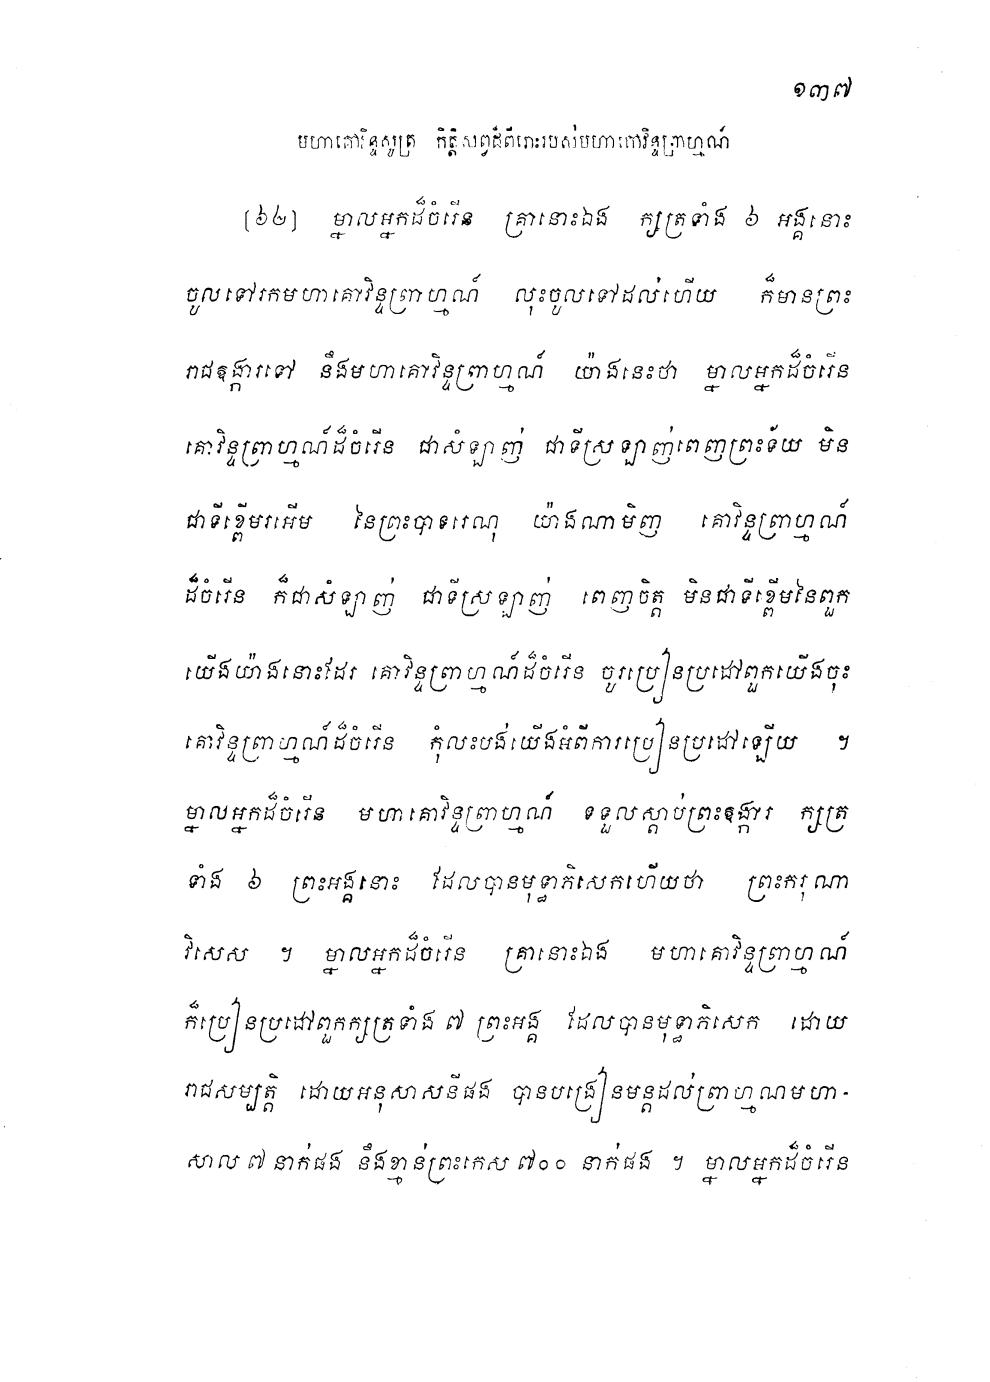 ១៣៧
មហាគោវិន្ទសូត្រ កិត្តិសព្ទដ៏ពីរោះរបស់មហាគោវិន្ទព្រាហ្មណ៍
[៦៤] ម្នាលអ្នកដ៏ចំរើន គ្រានោះឯង ក្សត្រទាំង ៦ អង្គនោះ
ចូលទៅរកមហាគោវិន្ទព្រាហ្មណ៍ លុះចូលទៅដល់ហើយ ក៏មានព្រះ
រាជឱង្ការទៅ នឹងមហាគោវិន្ទព្រាហ្មណ៍ យ៉ាងនេះថា ម្នាលអ្នកដ៏ចំរើន
គោវិន្ទព្រាហ្មណ៍ដ៏ចំរើន ជាសំឡាញ់ ជាទីស្រឡាញ់ពេញព្រះទ័យ មិន
ជាទីខ្ពើមរអើម នៃព្រះបាទរេណុ យ៉ាងណាមិញ គោវិន្ទព្រាហ្មណ៍
ដ៏ចំរើន ក៏ជាសំឡាញ់ ជាទីស្រឡាញ់ ពេញចិត្ត មិនជាទីខ្ពើមនៃពួក
យើងយ៉ាងនោះដែរ គោវិន្ទព្រាហ្មណ៍ដ៏ចំរើន ចូរប្រៀនប្រដៅពួកយើងចុះ
គោវិន្ទព្រាហ្មណ៍ដ៏ចំរើន កុំលះបង់យើងអំពីការប្រៀនប្រដៅឡើយ ។
ម្នាលអ្នកដ៏ចំរើន មហាគោវិន្ទព្រាហ្មណ៍ ទទួលស្តាប់ព្រះឱង្ការ ក្សត្រ
ទាំង ៦ ព្រះអង្គនោះ ដែលបានមុទ្ធាភិសេកហើយថា ព្រះករុណា
វិសេស ។ ម្នាលអ្នកដ៏ចំរើន គ្រានោះឯង មហាគោវិន្ទព្រាហ្មណ៍
ក៏ប្រៀនប្រដៅពួកក្សត្រទាំង ៧ ព្រះអង្គ ដែលបានមុទ្ធាភិសេក ដោយ
រាជសម្បត្តិ ដោយអនុសាសនីផង បានបង្រៀនមន្តដល់ព្រាហ្មណមហា-
សាល ៧ នាក់ផង នឹងខ្មាន់ព្រះកេស ៧០០ នាក់ផង ។ ម្នាលអ្នកដ៏ចំរើន